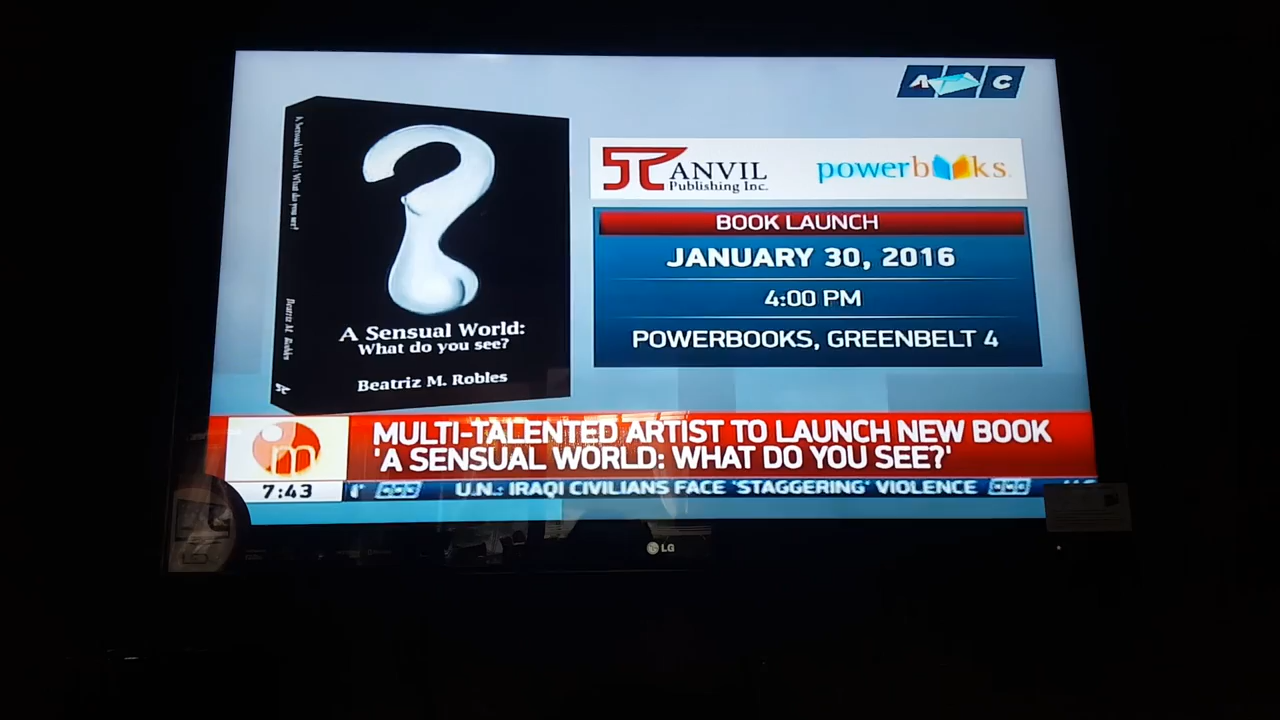 A C
A Sensual World: What do you see?
Beatriz M. Robles
A Sensual World:
What do you see?
Beatriz M. Robles
ANVIL
Publishing Inc.
powerbooks.
BOOK LAUNCH
JANUARY 30, 2016
4:00 PM
POWERBOOKS, GREENBELT 4
m
MULTI-TALENTED ARTIST TO LAUNCH NEW BOOK
'A SENSUAL WORLD: WHAT DO YOU SEE?'
7:43
U.N.: IRAQI CIVILIANS FACE 'STAGGERING' VIOLENCE
LG